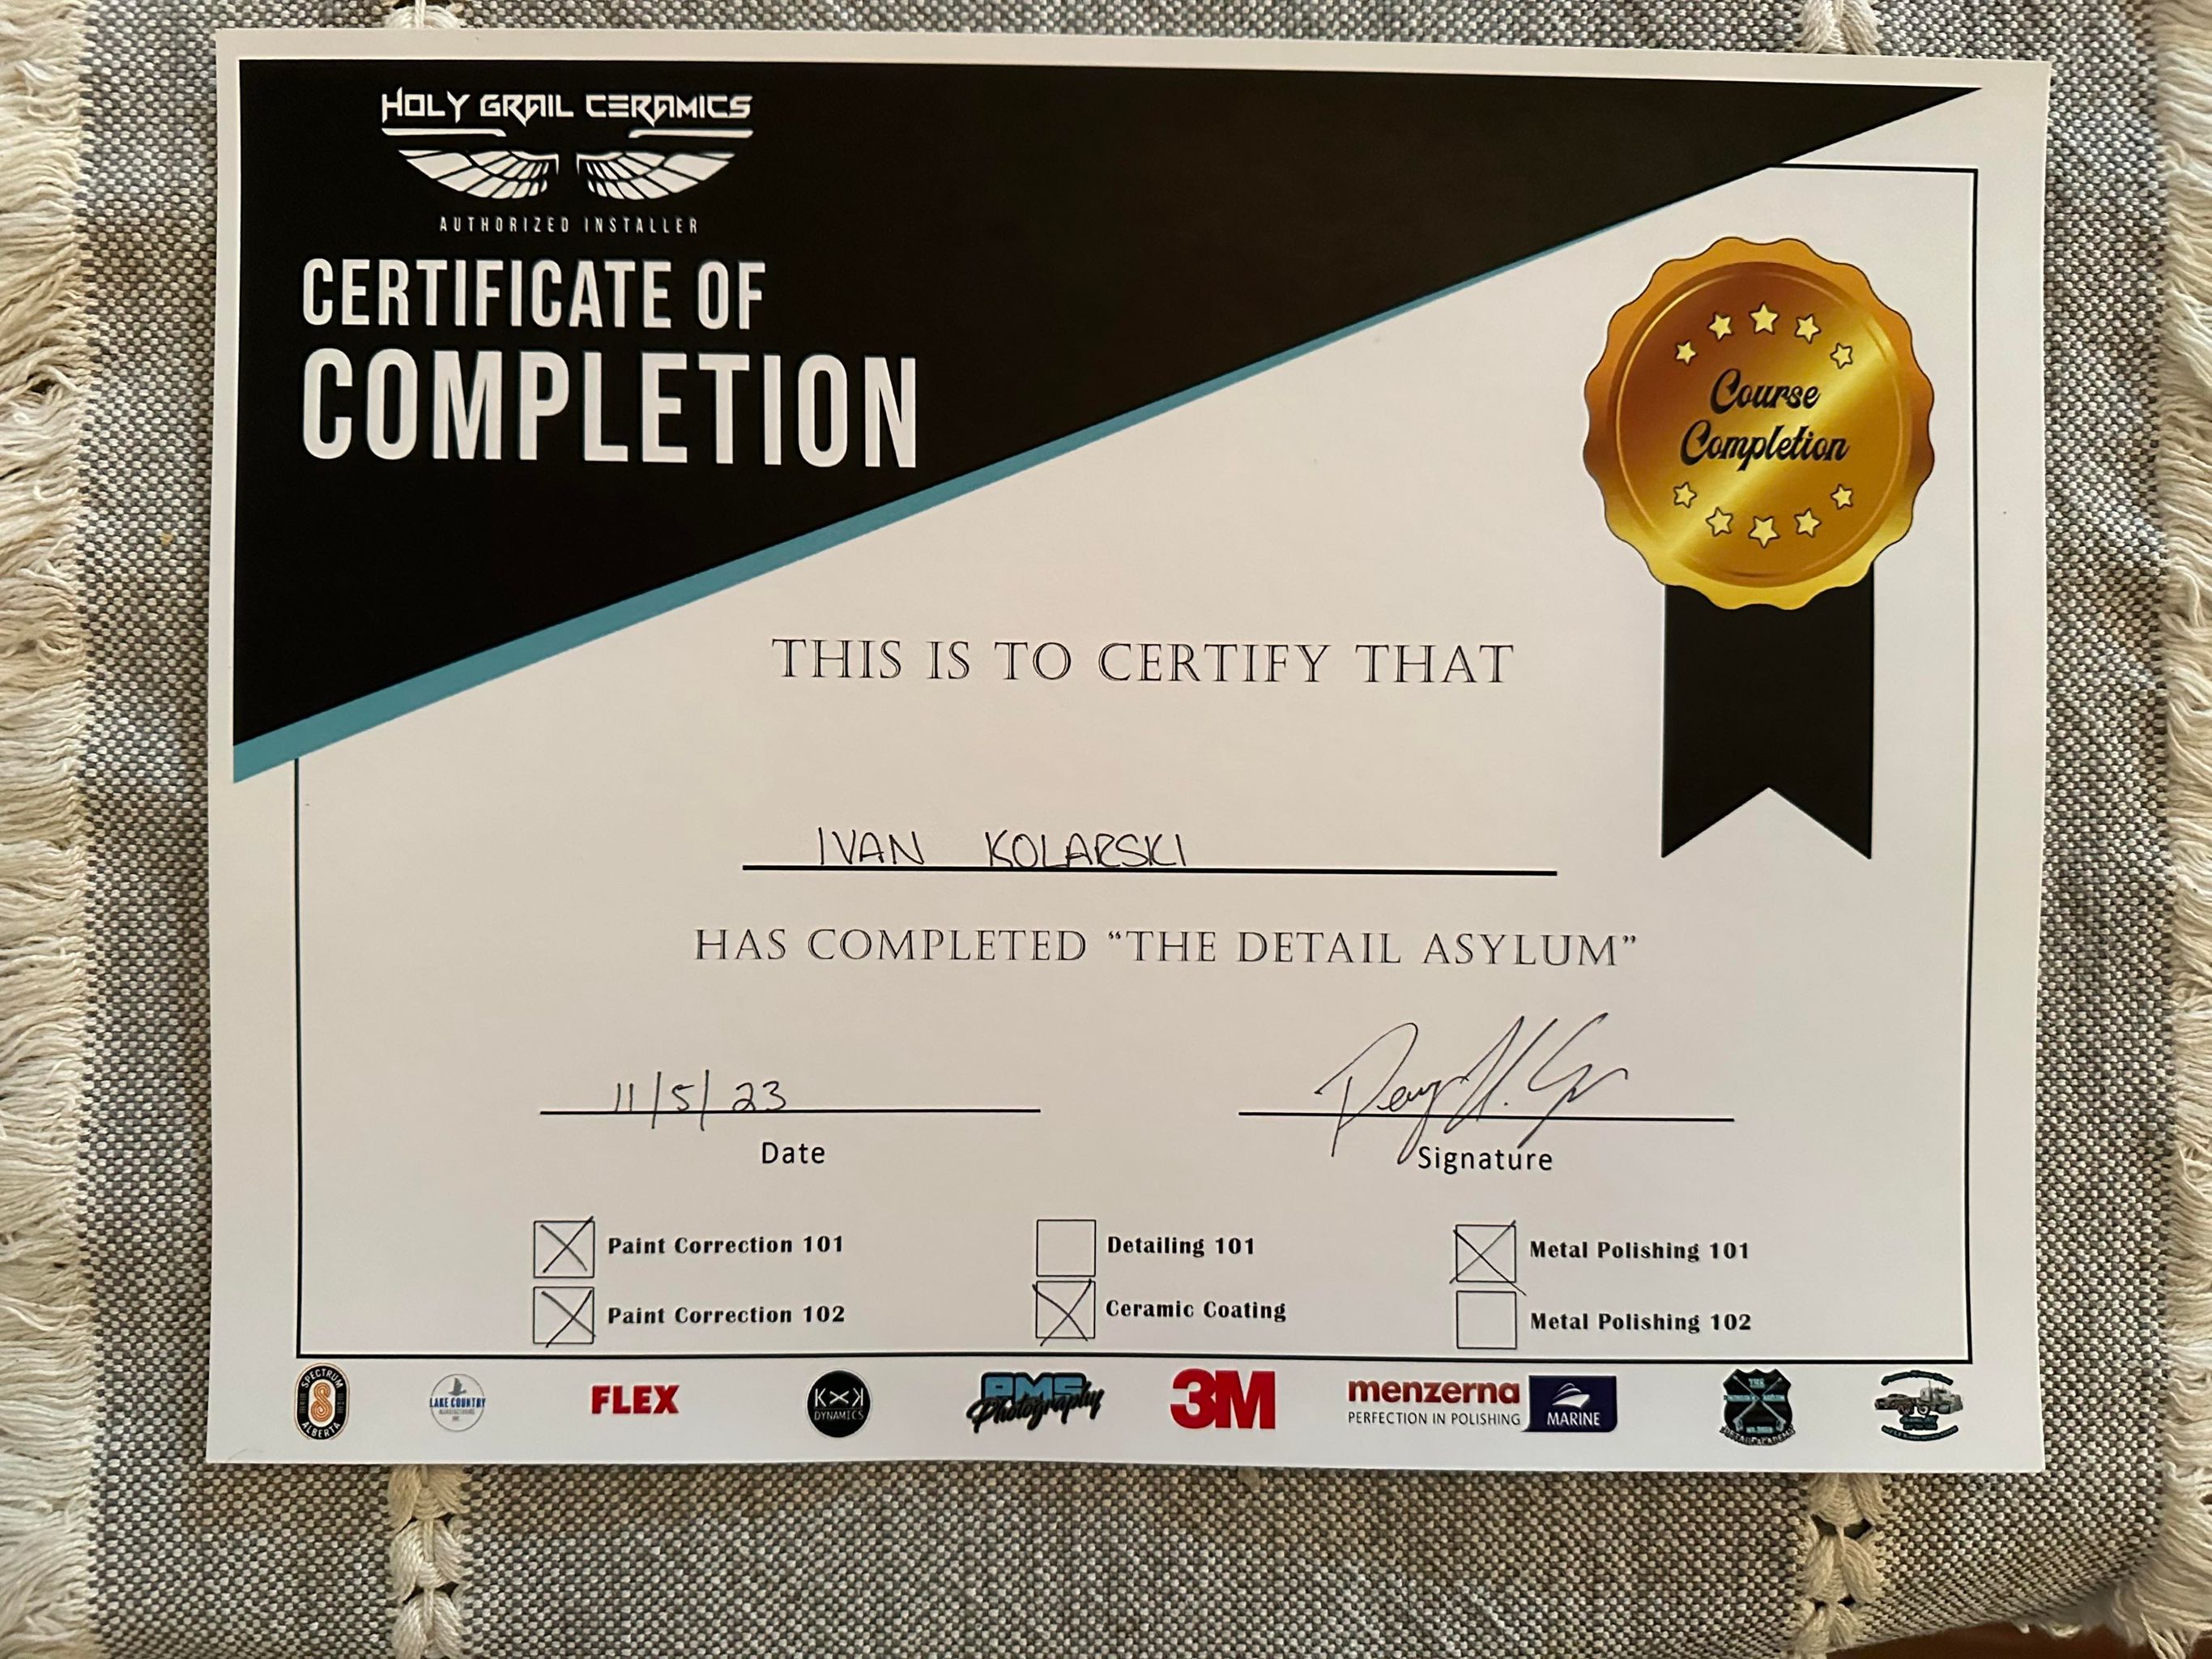 HOLY GRAIL CERAMICS
AUTHORIZED INSTALLER
CERTIFICATE OF
COMPLETION
Course
Completion
THIS IS TO CERTIFY THAT
IVAN KOLARSKI
HAS COMPLETED “THE DETAIL ASYLUM”
11/5/23
Date
Signature
Paint Correction 101
Detailing 101
Metal Polishing 101
Paint Correction 102
Ceramic Coating
Metal Polishing 102
SPECTRUM
ALBERTA
LAKE COUNTRY
FLEX
KXK
DYNAMICS
PMS
Photography
3M
menzerna
PERFECTION IN POLISHING
MARINE
THE